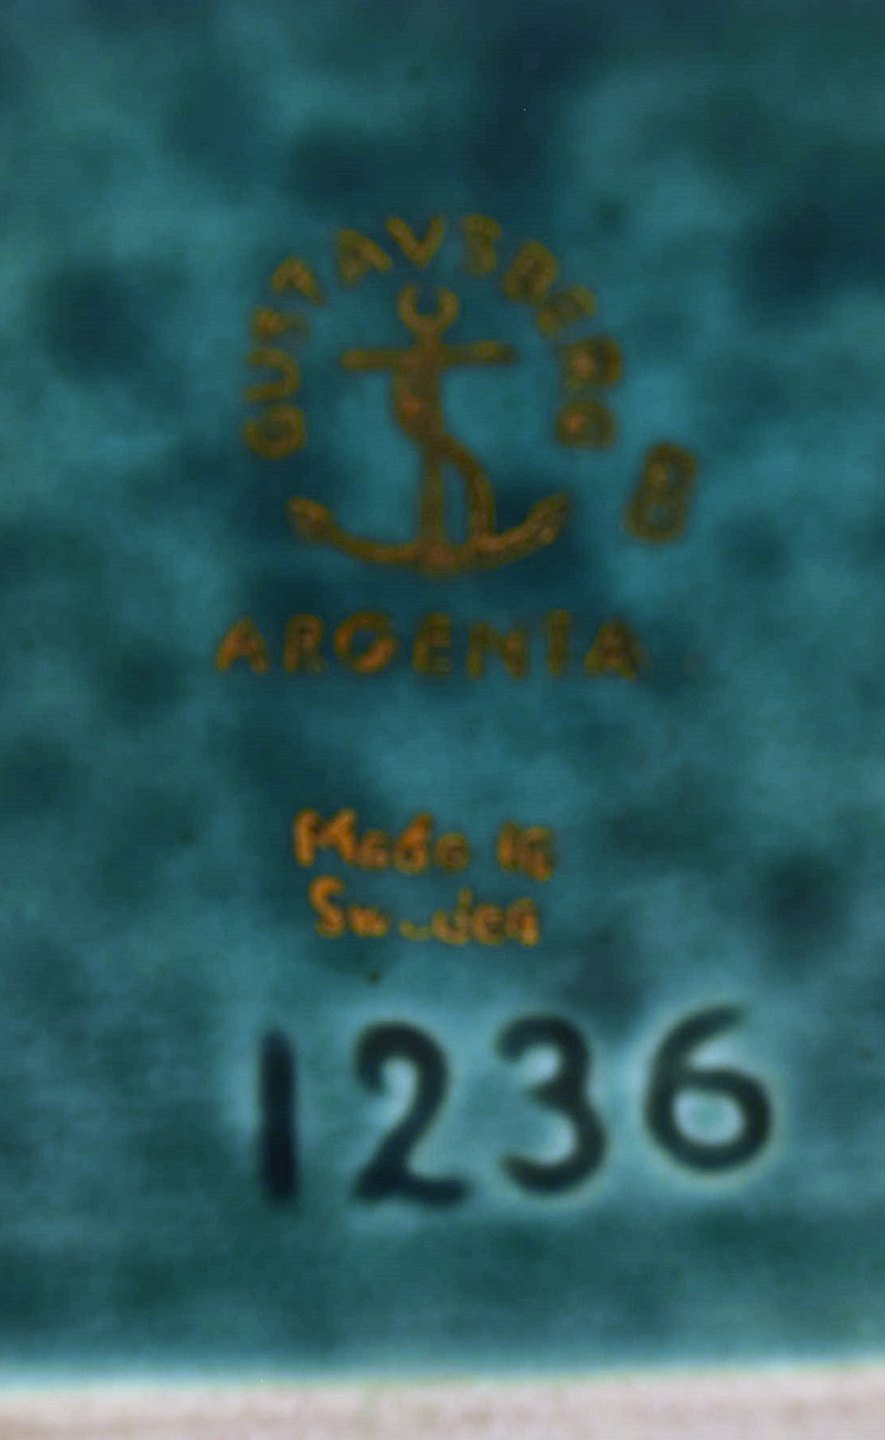 GUSTAVSBERG
B
ARGENTA
Made in
Sweden
1236